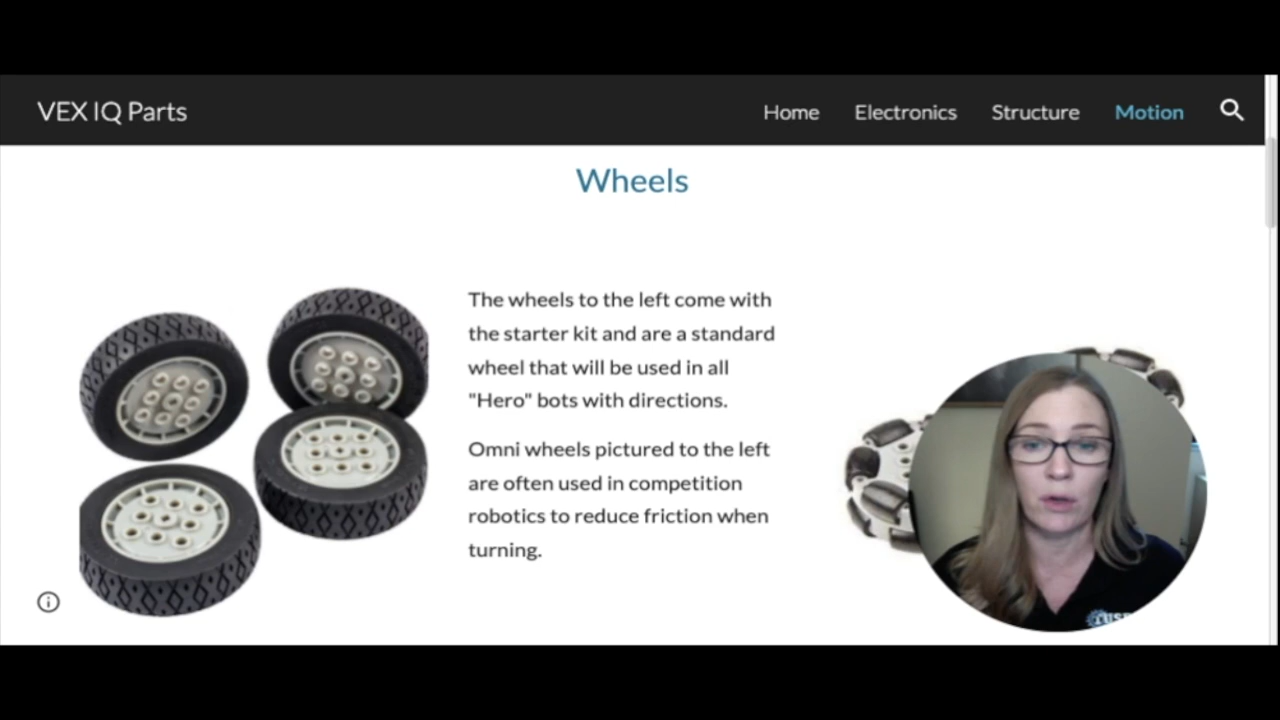 VEX IQ Parts
Home
Electronics
Structure
Motion
Wheels
The wheels to the left come with
the starter kit and are a standard
wheel that will be used in all
"Hero" bots with directions.
Omni wheels pictured to the left
are often used in competition
robotics to reduce friction when
turning.